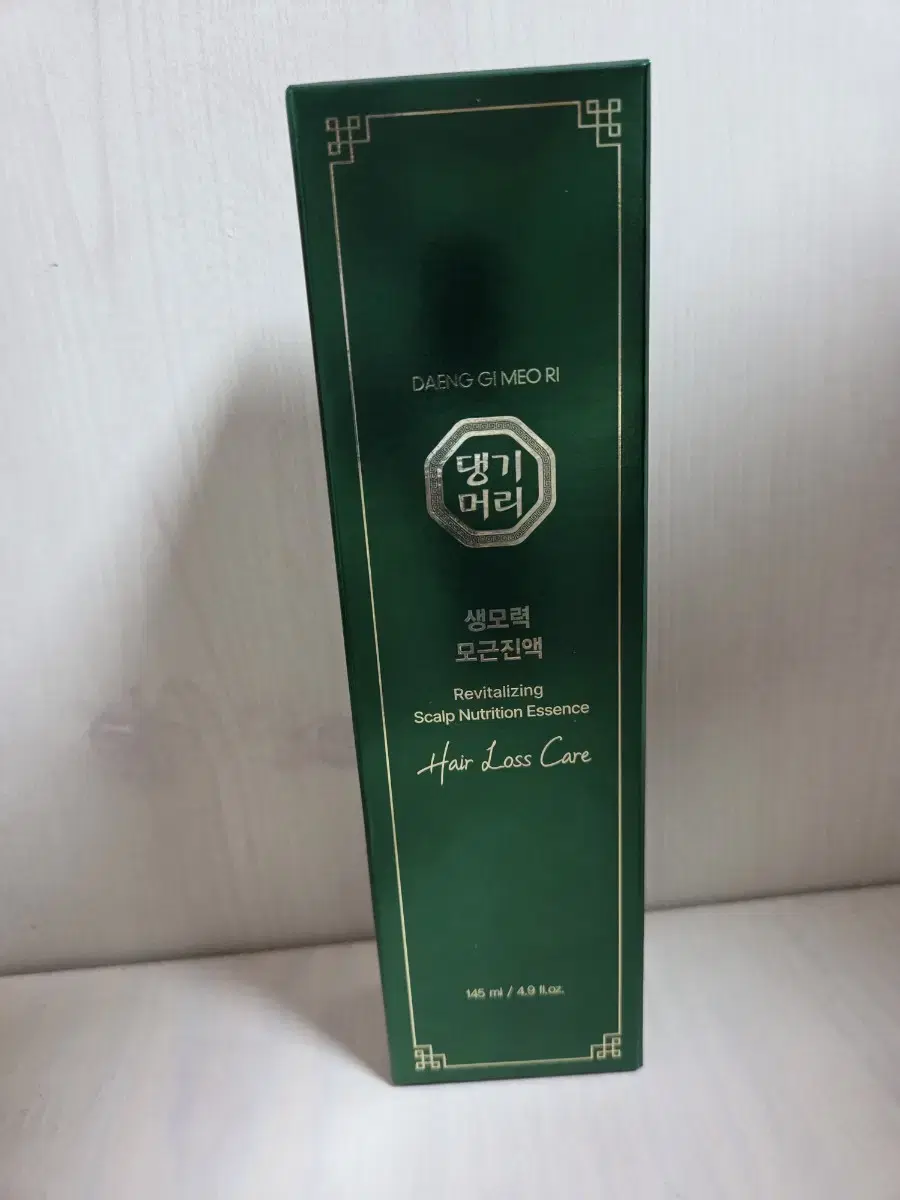 DAENG GI MEO RI
댕기
머리
생모력
모근진액
Revitalizing
Scalp Nutrition Essence
Hair Loss Care
145 ml / 4.9 fl.oz.